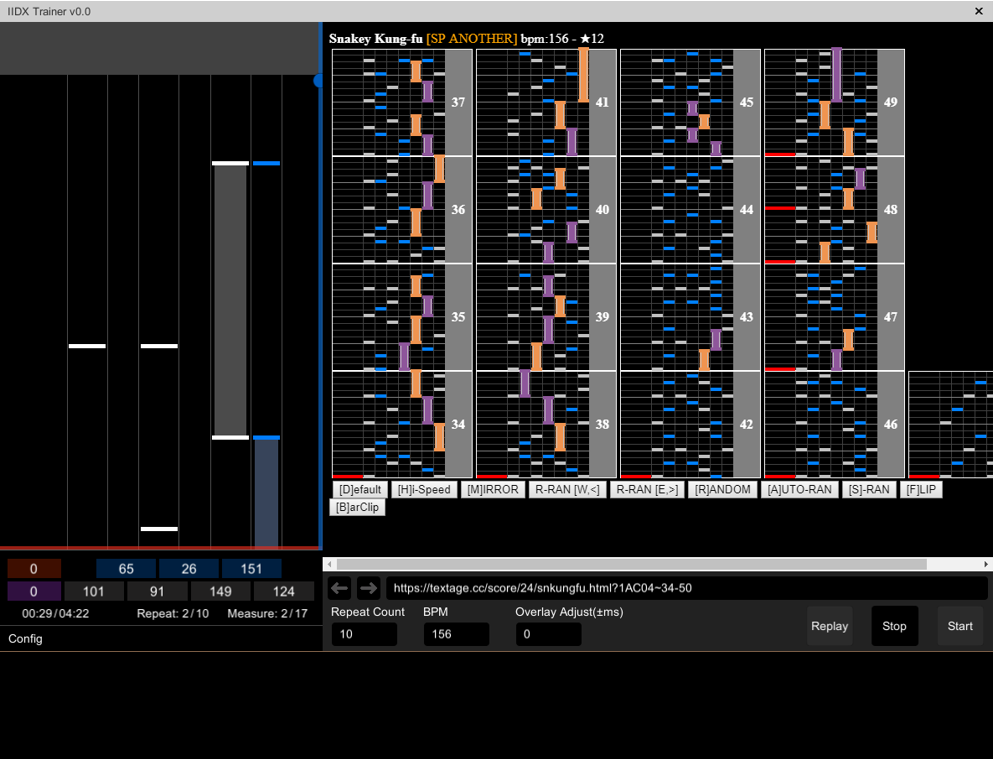 IIDX Trainer v0.0 ✕
Snakey Kung-fu [SP ANOTHER] bpm:156 - ★12
37 41 45 49
36 40 44 48
35 39 43 47
34 38 42 46
[D]efault [H]i-Speed [M]IRROR R-RAN [W,<] R-RAN [E,>] [R]ANDOM [A]UTO-RAN [S]-RAN [F]LIP
[B]arClip
0 65 26 151
0 101 91 149 124
00:29/04:22 Repeat: 2/10 Measure: 2/17
Config
https://textage.cc/score/24/snkungfu.html?1AC04~34-50
Repeat Count BPM Overlay Adjust(±ms)
10 156 0
Replay Stop Start